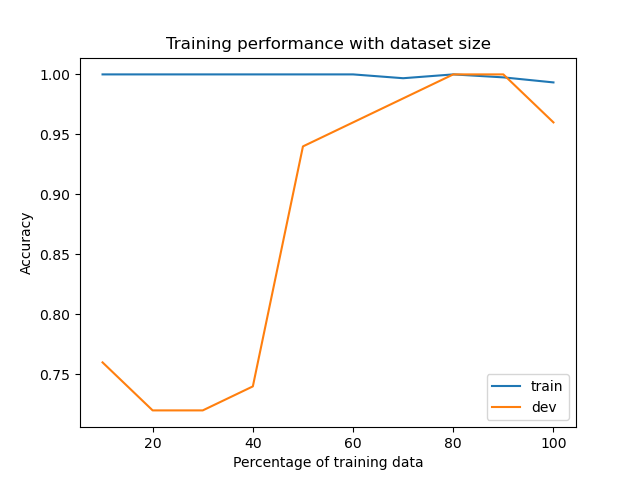 Training performance with dataset size
1.00
0.95
0.90
0.85
0.80
0.75
Accuracy
train
dev
20 40 60 80 100
Percentage of training data